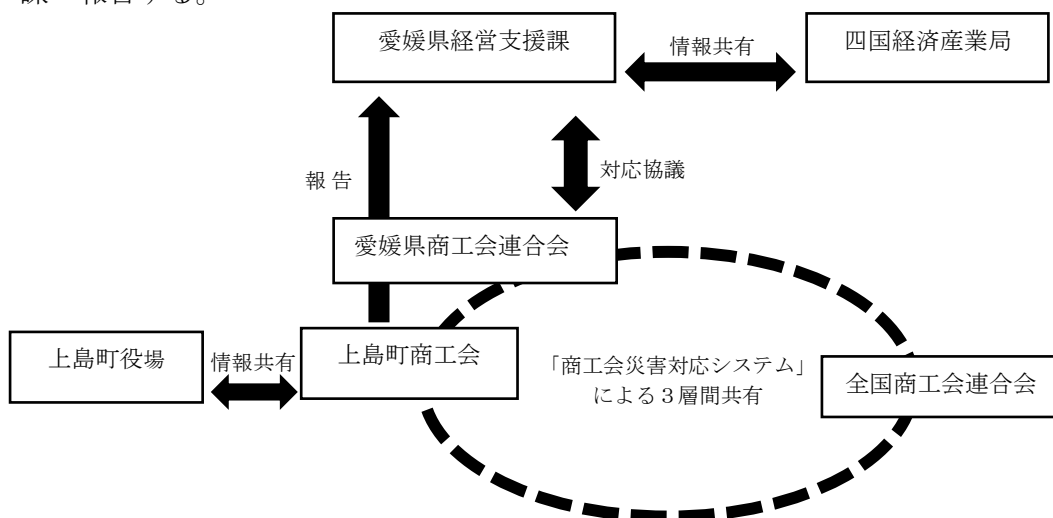 報告する。
愛媛県経営支援課
情報共有
四国経済産業局
報 告
対応協議
愛媛県商工会連合会
上島町役場
情報共有
上島町商工会
「商工会災害対応システム」
による３層間共有
全国商工会連合会